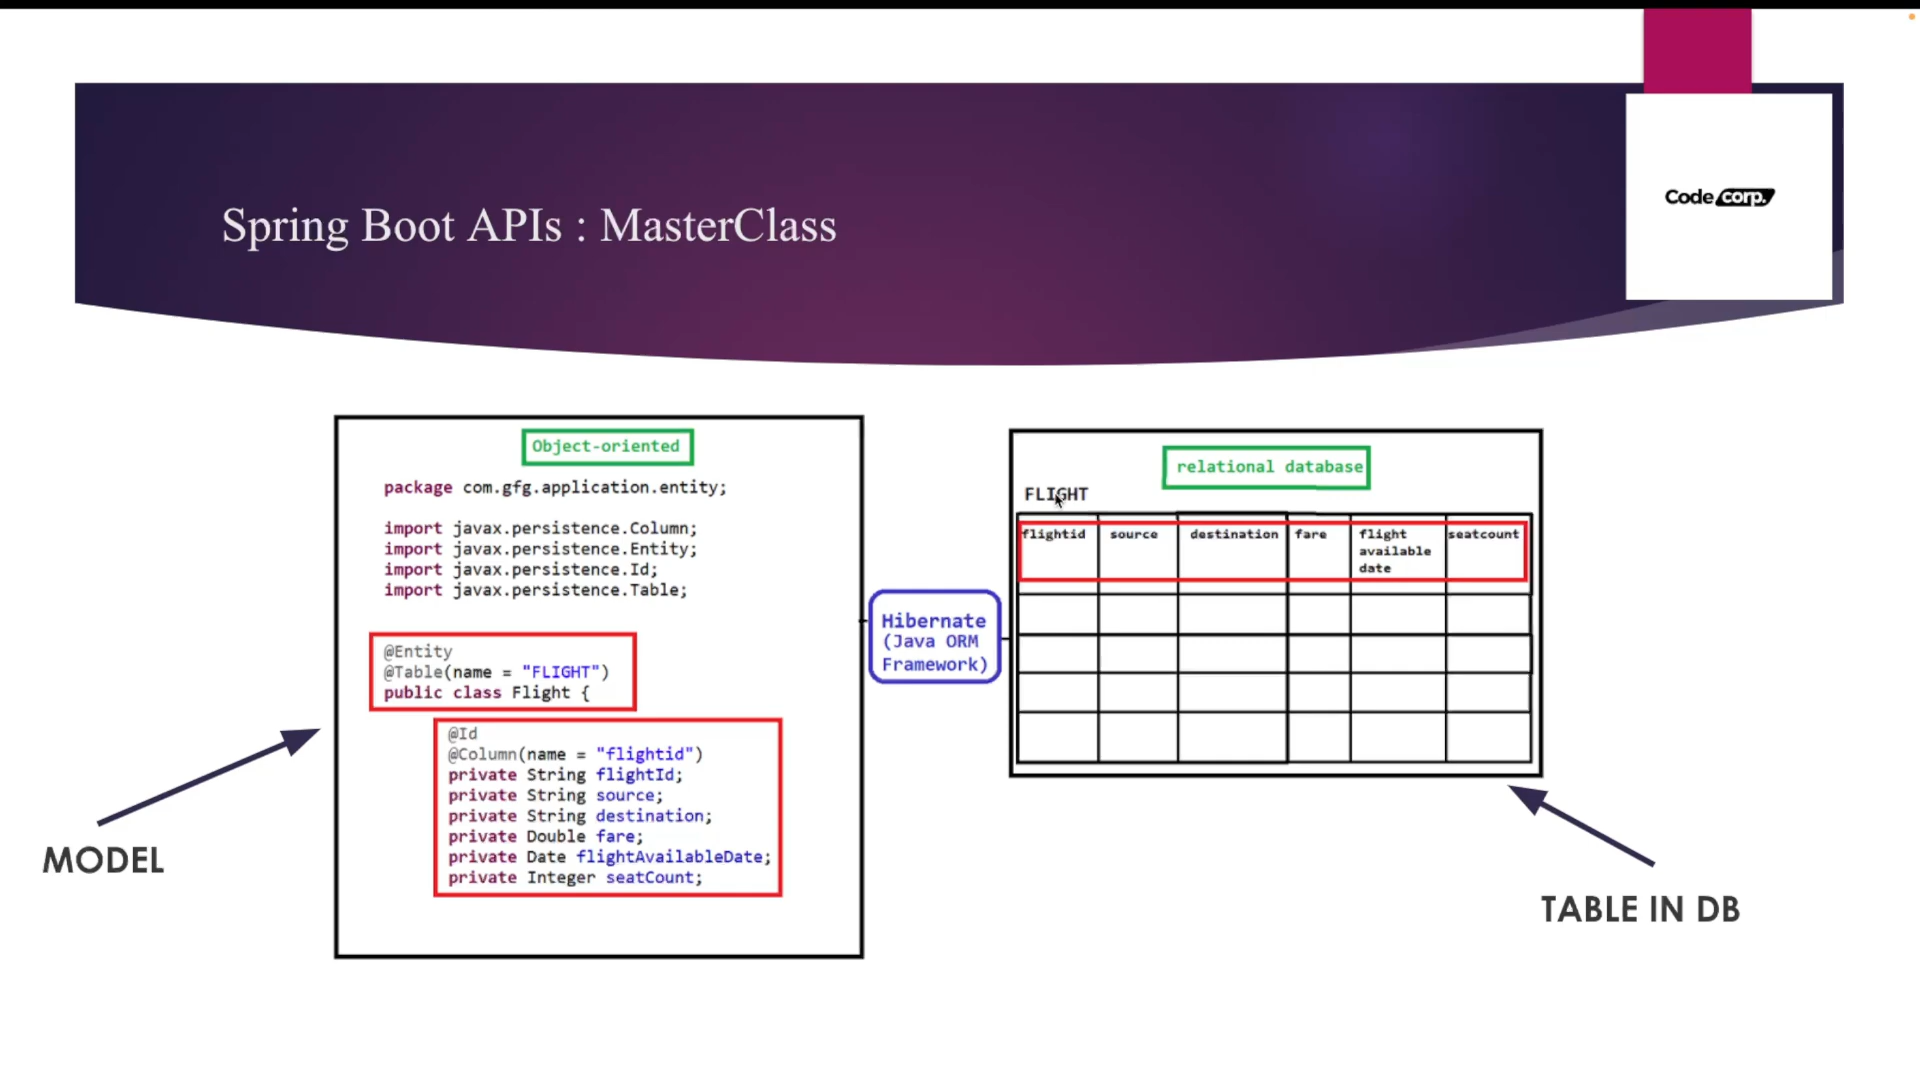 Spring Boot APIs : MasterClass
Code corp.
Object-oriented
package com.gfg.application.entity;
import javax.persistence.Column;
import javax.persistence.Entity;
import javax.persistence.Id;
import javax.persistence.Table;
@Entity
@Table(name = "FLIGHT")
public class Flight {
@Id
@Column(name = "flightid")
private String flightId;
private String source;
private String destination;
private Double fare;
private Date flightAvailableDate;
private Integer seatCount;
MODEL
Hibernate
(Java ORM
Framework)
relational database
FLIGHT
flightid source destination fare flight available date seatcount
TABLE IN DB